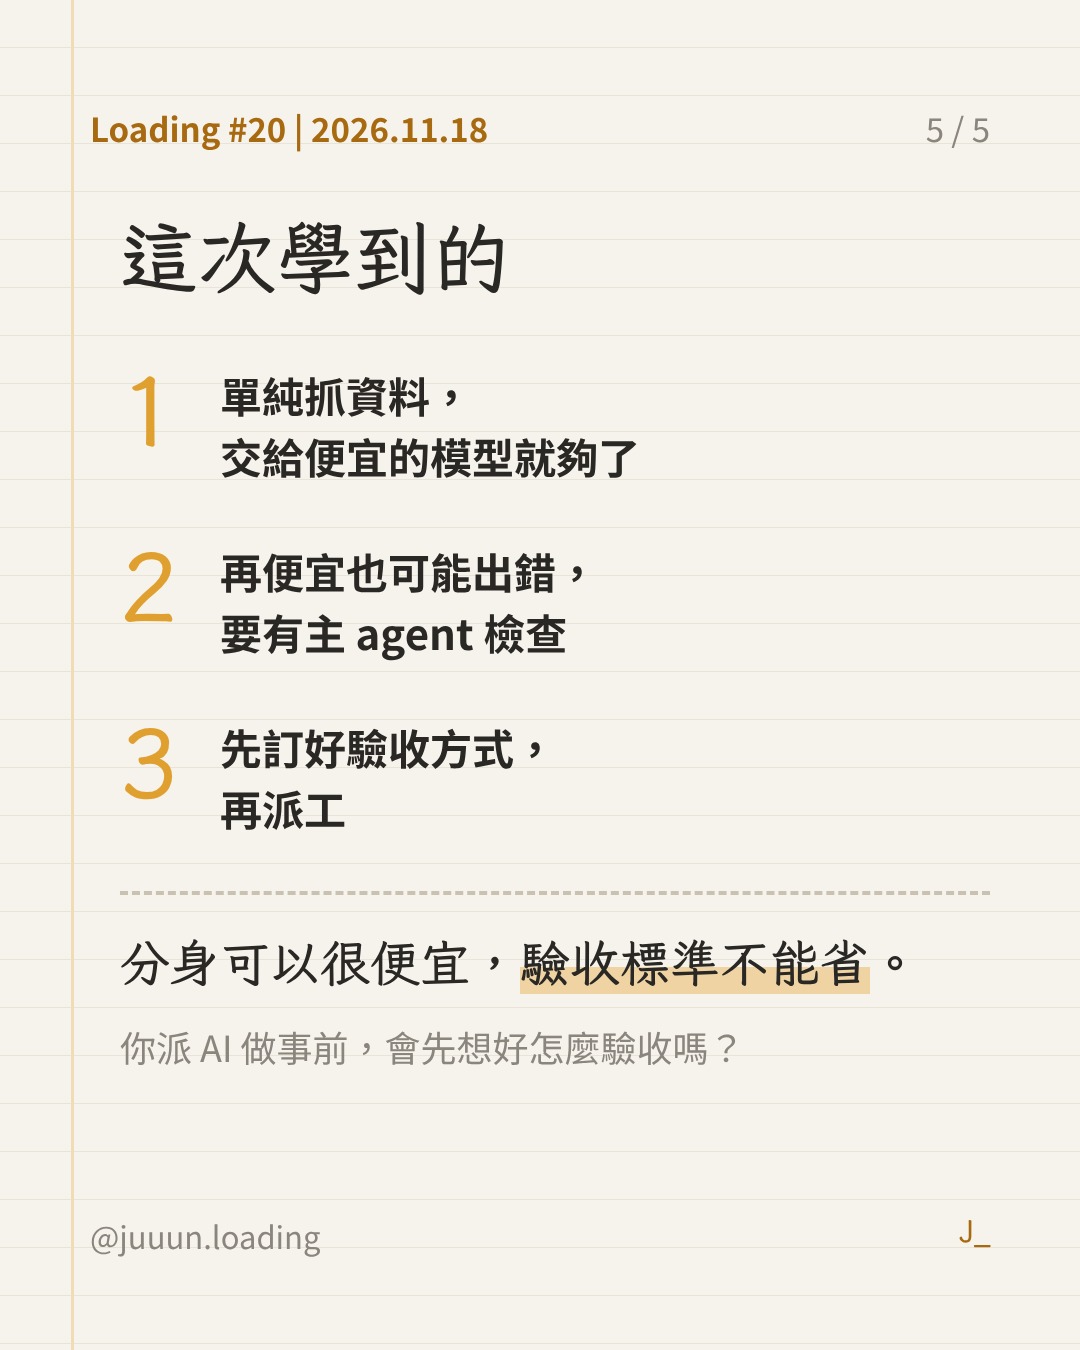 Loading #20 | 2026.11.18
5 / 5
這次學到的
1
單純抓資料，
交給便宜的模型就夠了
2
再便宜也可能出錯，
要有主 agent 檢查
3
先訂好驗收方式，
再派工
分身可以很便宜，驗收標準不能省。
你派 AI 做事前，會先想好怎麼驗收嗎？
@juuun.loading
J_